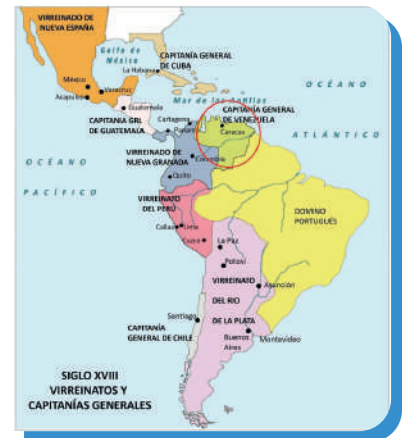 VIRREINADO DE
NUEVA ESPAÑA
Golfo de
México
CAPITANÍA GENERAL
DE CUBA
La Habana
México
Veracruz
Acapulco
OCÉANO
Mar de las Antillas
Guatemala
CAPITANIA GRL
DE GUATEMALA
CAPITANÍA GENERAL
DE VENEZUELA
Cartagena
Caracas
Panamá
ATLÁNTICO
OCÉANO
VIRREINADO DE
NUEVA GRANADA
Colombia
Quito
PACÍFICO
VIRREINATO
DEL PERÚ
DOMINO
PORTUGUÉS
Callao
Lima
Cuzco
La Paz
Potosí
VIRREINATO
Asunción
DEL RIO
Santiago
DE LA PLATA
CAPITANÍA
GENERAL DE CHILE
Buenos
Aires
Montevideo
SIGLO XVIII
VIRREINATOS Y
CAPITANÍAS GENERALES